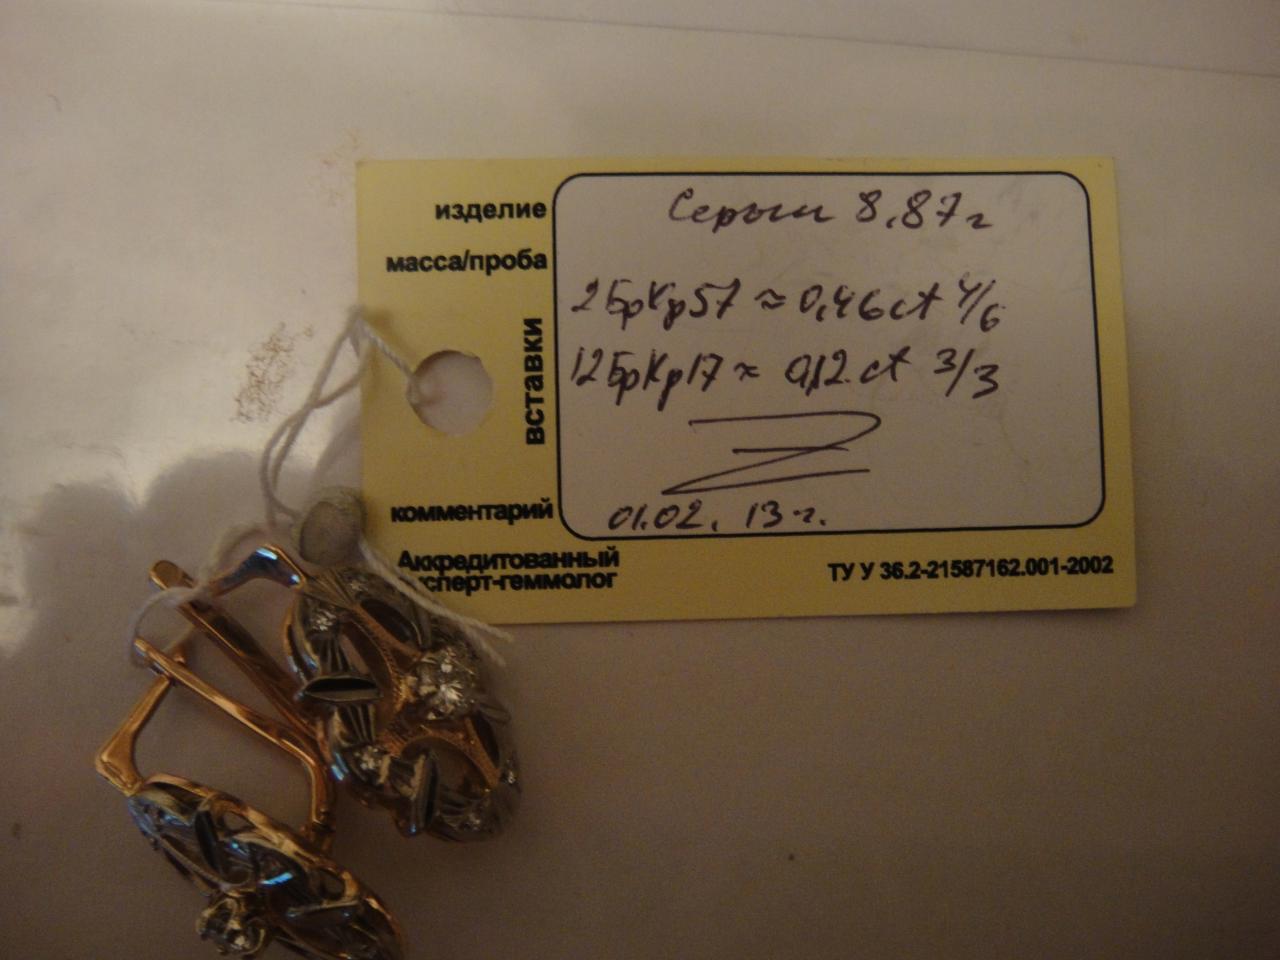 изделие Серьги 8,87г
масса/проба
вставки
2БрКр57 ≈ 0,46ct 4/6
12БрКр17 ≈ 0,12.ct 3/3
комментарий
01.02.13 г.
Аккредитованный
ксперт-геммолог
ТУ У 36.2-21587162.001-2002